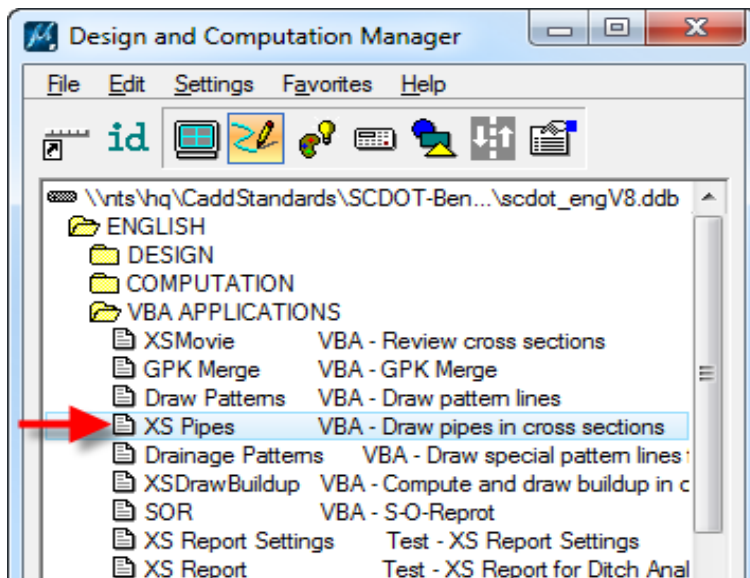 Design and Computation Manager
File Edit Settings Favorites Help
id
\\nts\hq\CaddStandards\SCDOT-Ben...\scdot_engV8.ddb
ENGLISH
DESIGN
COMPUTATION
VBA APPLICATIONS
XSMovie VBA - Review cross sections
GPK Merge VBA - GPK Merge
Draw Patterns VBA - Draw pattern lines
XS Pipes VBA - Draw pipes in cross sections
Drainage Patterns VBA - Draw special pattern lines
XSDrawBuildup VBA - Compute and draw buildup in c
SOR VBA - S-O-Reprot
XS Report Settings Test - XS Report Settings
XS Report Test - XS Report for Ditch Anal